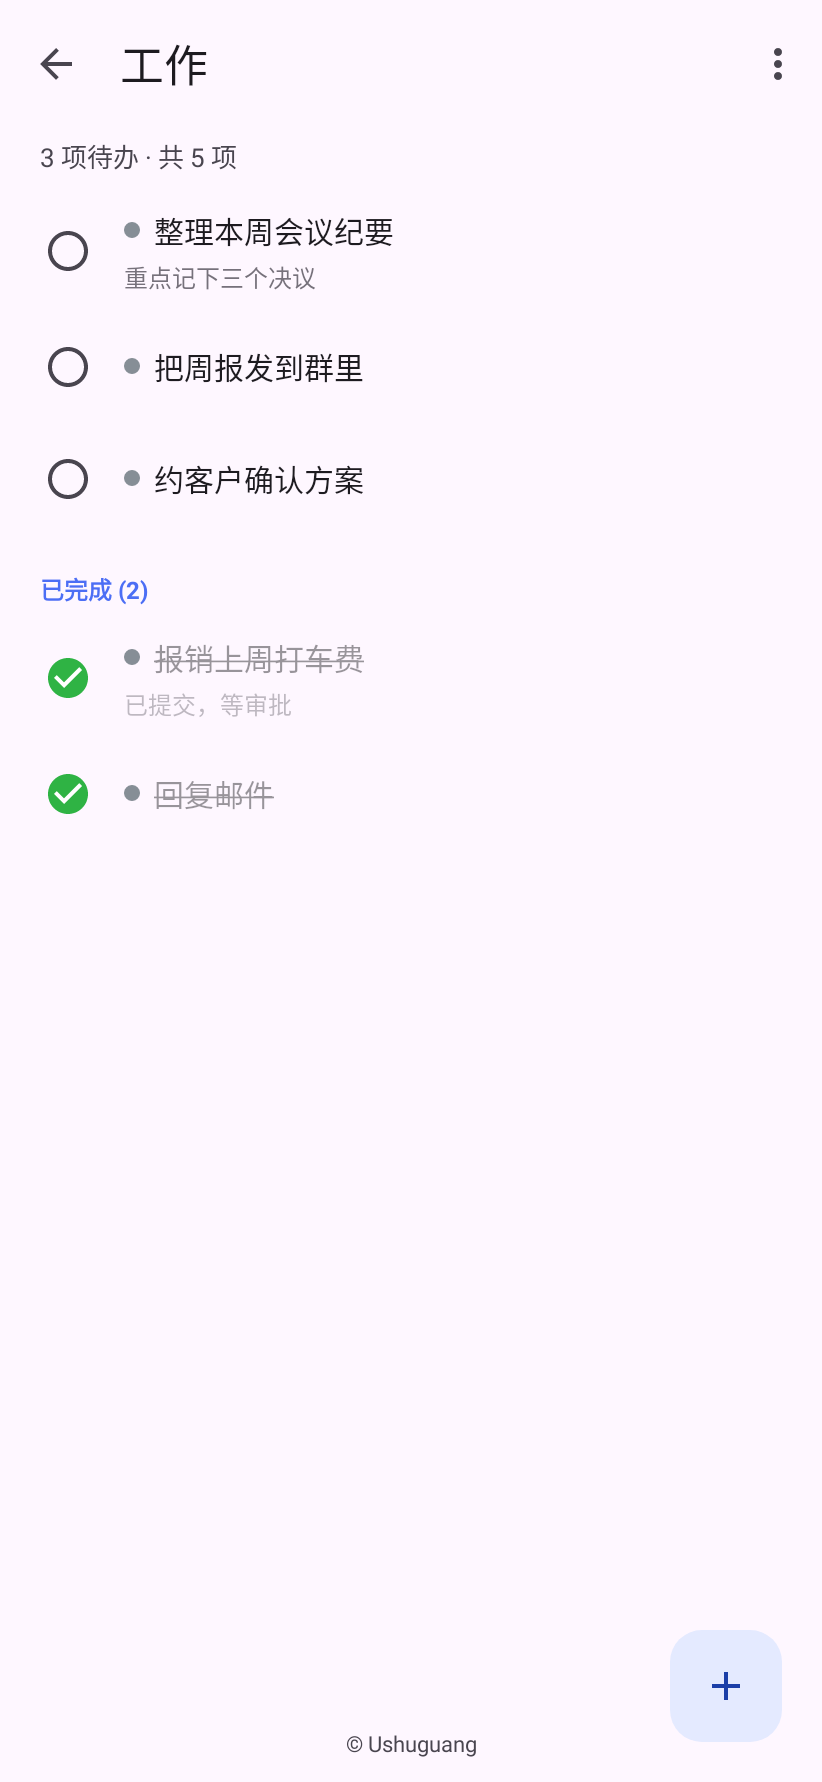 工作
3 项待办 · 共 5 项
整理本周会议纪要
重点记下三个决议
把周报发到群里
约客户确认方案
已完成 (2)
报销上周打车费
已提交，等审批
回复邮件
© Ushuguang